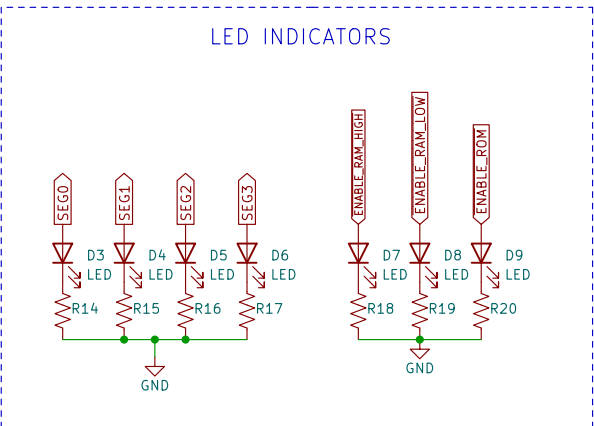 LED INDICATORS
SEG0
SEG1
SEG2
SEG3
ENABLE_RAM_HIGH
ENABLE_RAM_LOW
ENABLE_ROM
D3
LED
D4
LED
D5
LED
D6
LED
D7
LED
D8
LED
D9
LED
R14
R15
R16
R17
R18
R19
R20
GND
GND